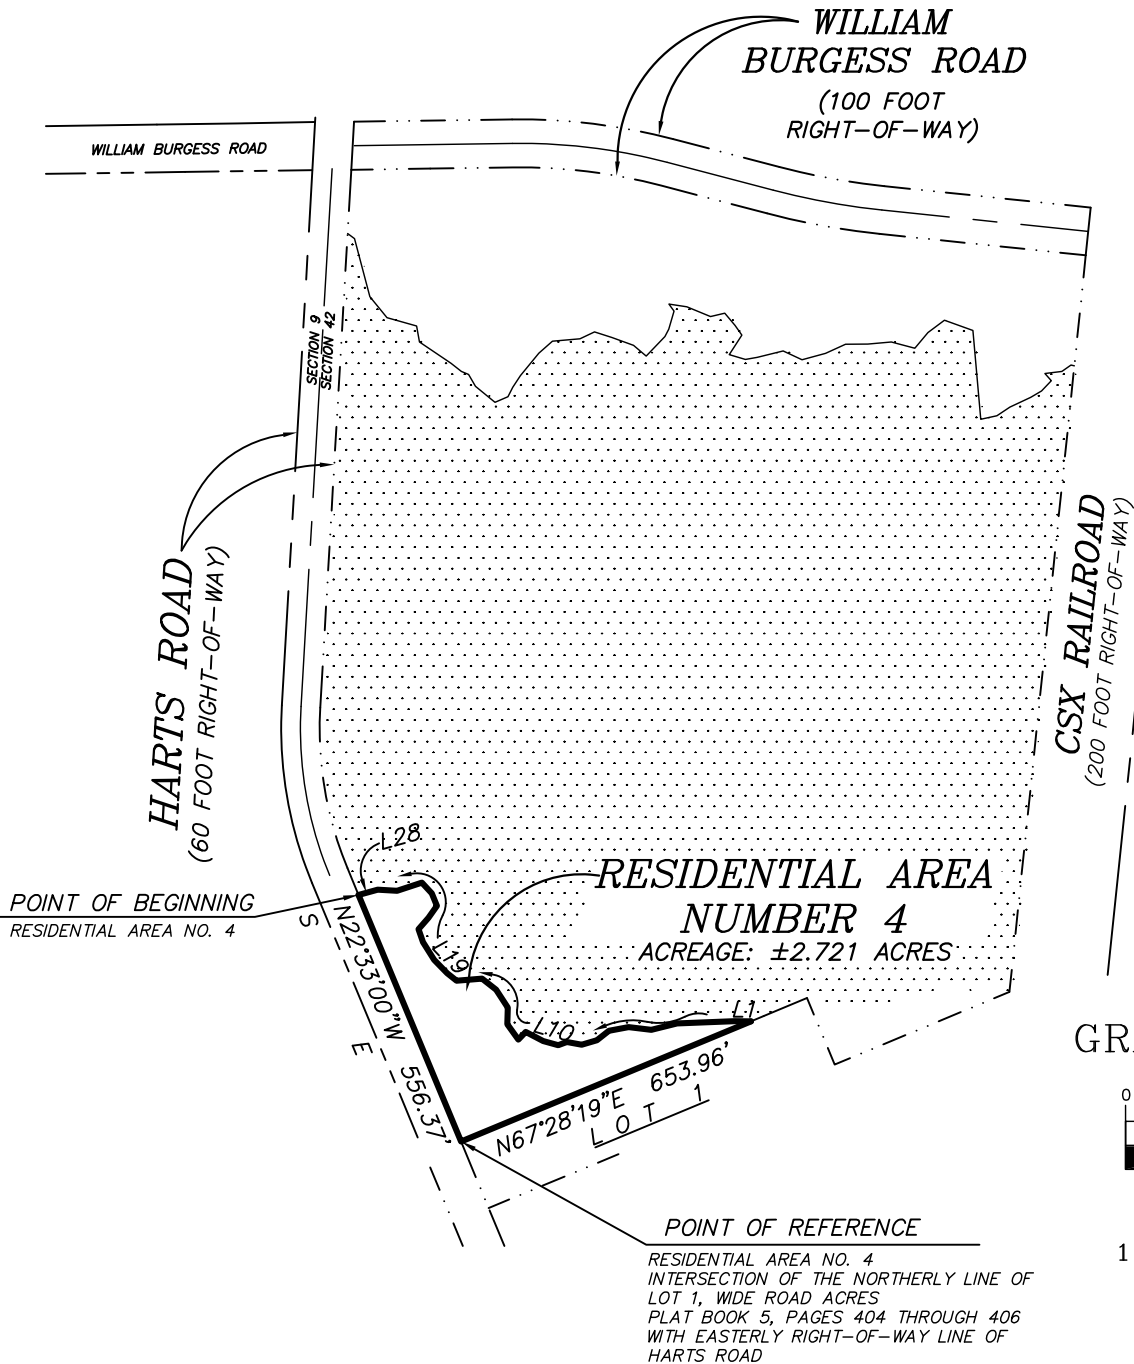 WILLIAM
BURGESS ROAD
(100 FOOT
RIGHT-OF-WAY)
WILLIAM BURGESS ROAD
SECTION 9
SECTION 42
HARTS ROAD
(60 FOOT RIGHT-OF-WAY)
CSX RAILROAD
(200 FOOT RIGHT-OF-WAY)
L28
RESIDENTIAL AREA
NUMBER 4
ACREAGE: ±2.721 ACRES
POINT OF BEGINNING
RESIDENTIAL AREA NO. 4
S
E
N22°33'00"W 556.37'
L19
L10
L1
N67°28'19"E 653.96'
LOT 1
GR
0
1
POINT OF REFERENCE
RESIDENTIAL AREA NO. 4
INTERSECTION OF THE NORTHERLY LINE OF
LOT 1, WIDE ROAD ACRES
PLAT BOOK 5, PAGES 404 THROUGH 406
WITH EASTERLY RIGHT-OF-WAY LINE OF
HARTS ROAD